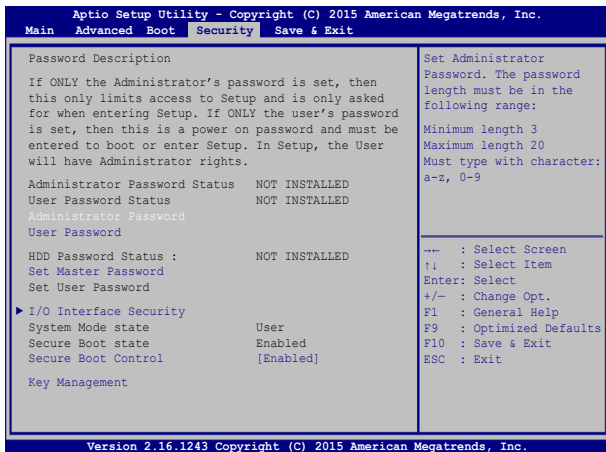 Aptio Setup Utility - Copyright (C) 2015 American Megatrends, Inc.
Main Advanced Boot Security Save & Exit
Password Description
If ONLY the Administrator's password is set, then
this only limits access to Setup and is only asked
for when entering Setup. If ONLY the user's password
is set, then this is a power on password and must be
entered to boot or enter Setup. In Setup, the User
will have Administrator rights.
Administrator Password Status NOT INSTALLED
User Password Status NOT INSTALLED
Administrator Password
User Password
HDD Password Status : NOT INSTALLED
Set Master Password
Set User Password
I/O Interface Security
System Mode state User
Secure Boot state Enabled
Secure Boot Control [Enabled]
Key Management
Set Administrator
Password. The password
length must be in the
following range:
Minimum length 3
Maximum length 20
Must type with character:
a-z, 0-9
→← : Select Screen
↑↓ : Select Item
Enter: Select
+/— : Change Opt.
F1 : General Help
F9 : Optimized Defaults
F10 : Save & Exit
ESC : Exit
Version 2.16.1243 Copyright (C) 2015 American Megatrends, Inc.